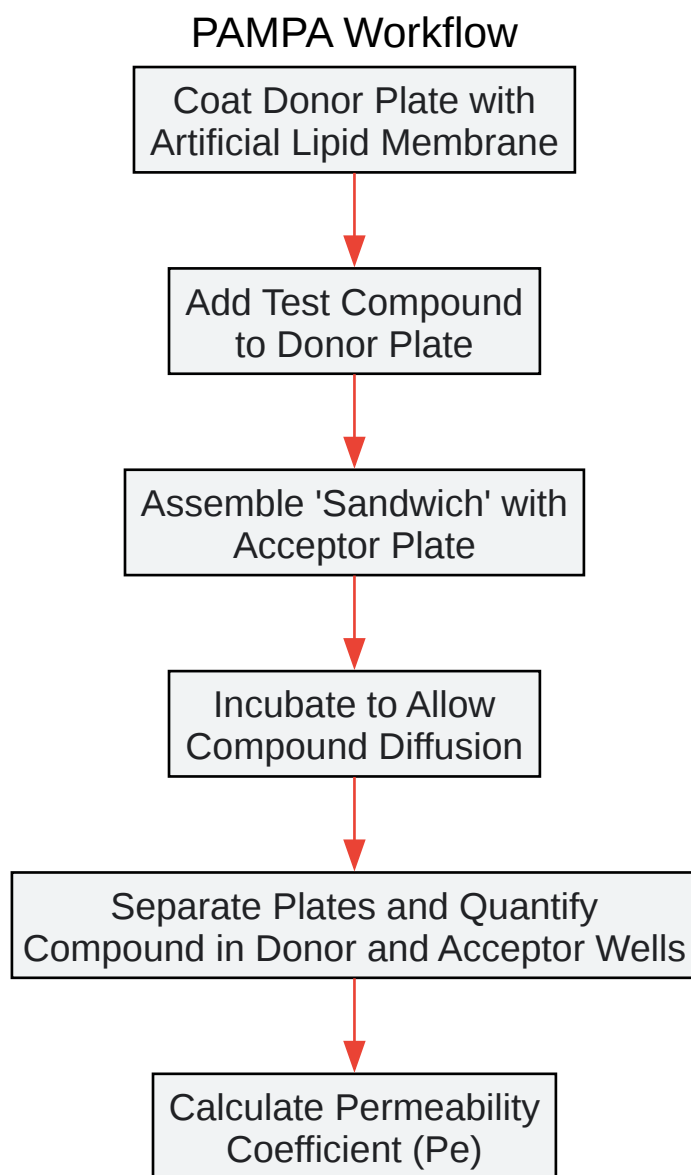 PAMPA Workflow
Coat Donor Plate with
Artificial Lipid Membrane
Add Test Compound
to Donor Plate
Assemble 'Sandwich' with
Acceptor Plate
Incubate to Allow
Compound Diffusion
Separate Plates and Quantify
Compound in Donor and Acceptor Wells
Calculate Permeability
Coefficient (Pe)